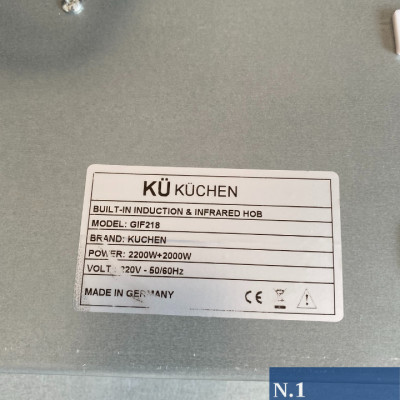 KÜ KÜCHEN
BUILT-IN INDUCTION & INFRARED HOB
MODEL: GIF218
BRAND: KUCHEN
POWER: 2200W+2000W
VOLT : 220V - 50/60Hz
MADE IN GERMANY
CE
N.1